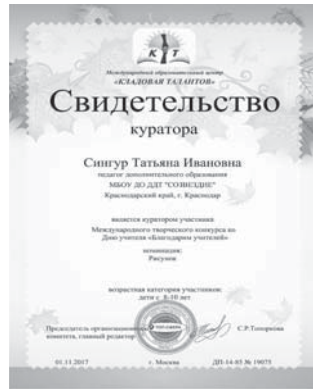 К Т
Международный образовательный центр
«КЛАДОВАЯ ТАЛАНТОВ»
Свидетельство
куратора
Сингур Татьяна Ивановна
педагог дополнительного образования
МБОУ ДО ДДТ "СОЗВЕЗДИЕ"
Краснодарский край, г. Краснодар
является куратором участника
Международного творческого конкурса ко
Дню учителя «Благодарим учителей»
номинация:
Рисунок
возрастная категория участников:
дети с 8-10 лет
Председатель организационного
комитета, главный редактор
С.Р.Топоркова
01.11.2017 г. Москва ДП-14-03 № 19075